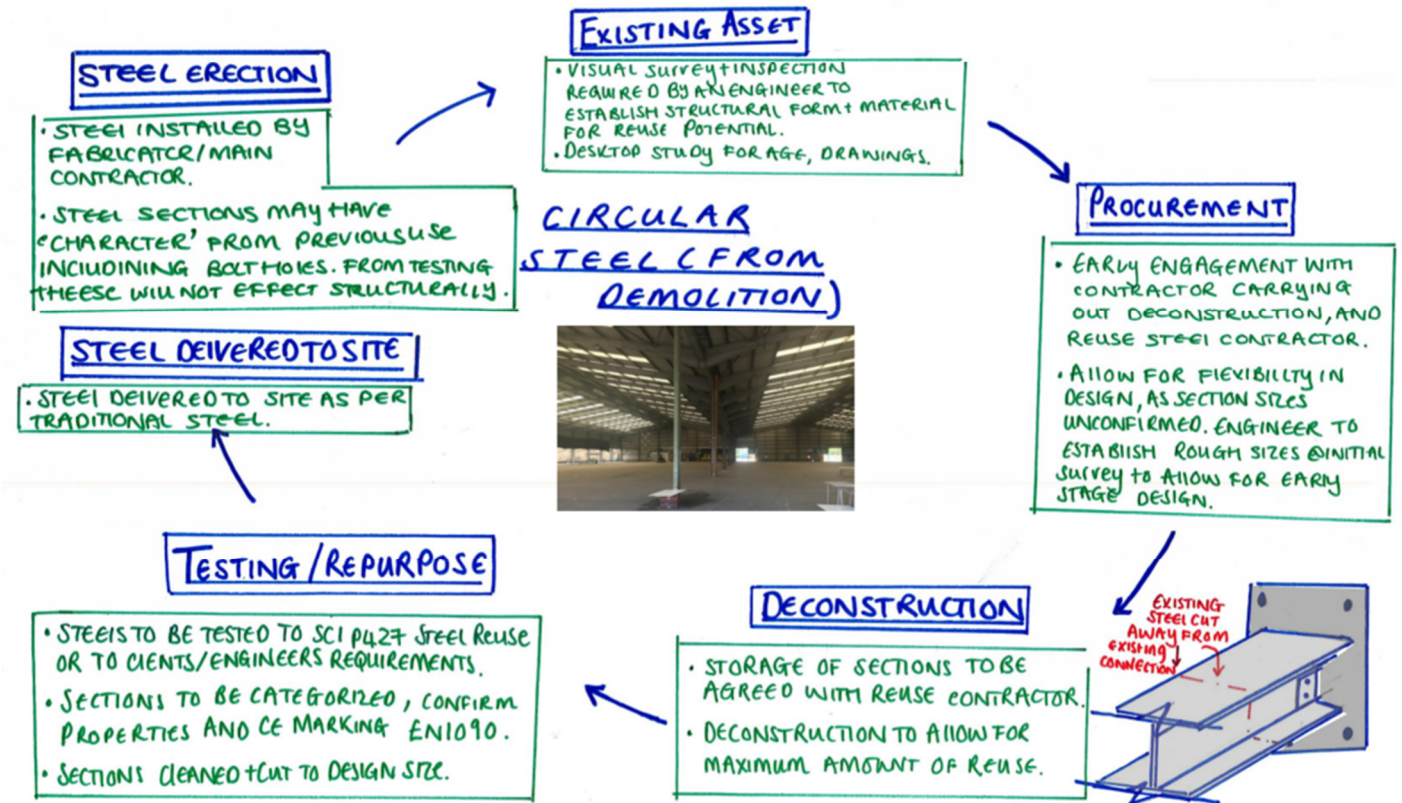 EXISTING ASSET
• VISUAL SURVEY + INSPECTION
REQUIRED BY AN ENGINEER TO
ESTABLISH STRUCTURAL FORM + MATERIAL
FOR REUSE POTENTIAL.
• DESKTOP STUDY FOR AGE, DRAWINGS.
PROCUREMENT
• EARLY ENGAGEMENT WITH
CONTRACTOR CARRYING
OUT DECONSTRUCTION, AND
REUSE STEEL CONTRACTOR.
• ALLOW FOR FLEXIBILITY IN
DESIGN, AS SECTION SIZES
UNCONFIRMED. ENGINEER TO
ESTABLISH ROUGH SIZES @INITIAL
SURVEY TO ALLOW FOR EARLY
STAGE DESIGN.
EXISTING
STEEL CUT
AWAY FROM
EXISTING
CONNECTION
DECONSTRUCTION
• STORAGE OF SECTIONS TO BE
AGREED WITH REUSE CONTRACTOR.
• DECONSTRUCTION TO ALLOW FOR
MAXIMUM AMOUNT OF REUSE.
TESTING / REPURPOSE
• STEELS TO BE TESTED TO SCI P427 STEEL REUSE
OR TO CIENTS/ENGINEERS REQUIREMENTS.
• SECTIONS TO BE CATEGORIZED, CONFIRM
PROPERTIES AND CE MARKING EN1090.
• SECTIONS CLEANED + CUT TO DESIGN SIZE.
STEEL DEIVERED TO SITE
• STEEL DEIVERED TO SITE AS PER
TRADITIONAL STEEL.
STEEL ERECTION
• STEEL INSTALLED BY
FABRICATOR/MAIN
CONTRACTOR.
• STEEL SECTIONS MAY HAVE
'CHARACTER' FROM PREVIOUS USE
INCLUDINING BOLT HOLES. FROM TESTING
THEESE WILL NOT EFFECT STRUCTURALLY.
CIRCULAR
STEEL (FROM
DEMOLITION)